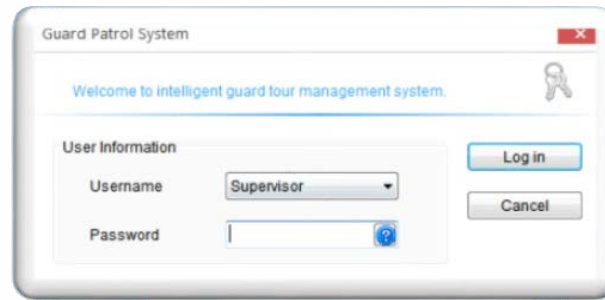 Guard Patrol System
Welcome to intelligent guard tour management system.
User Information
Username
Supervisor
Password
Log in
Cancel